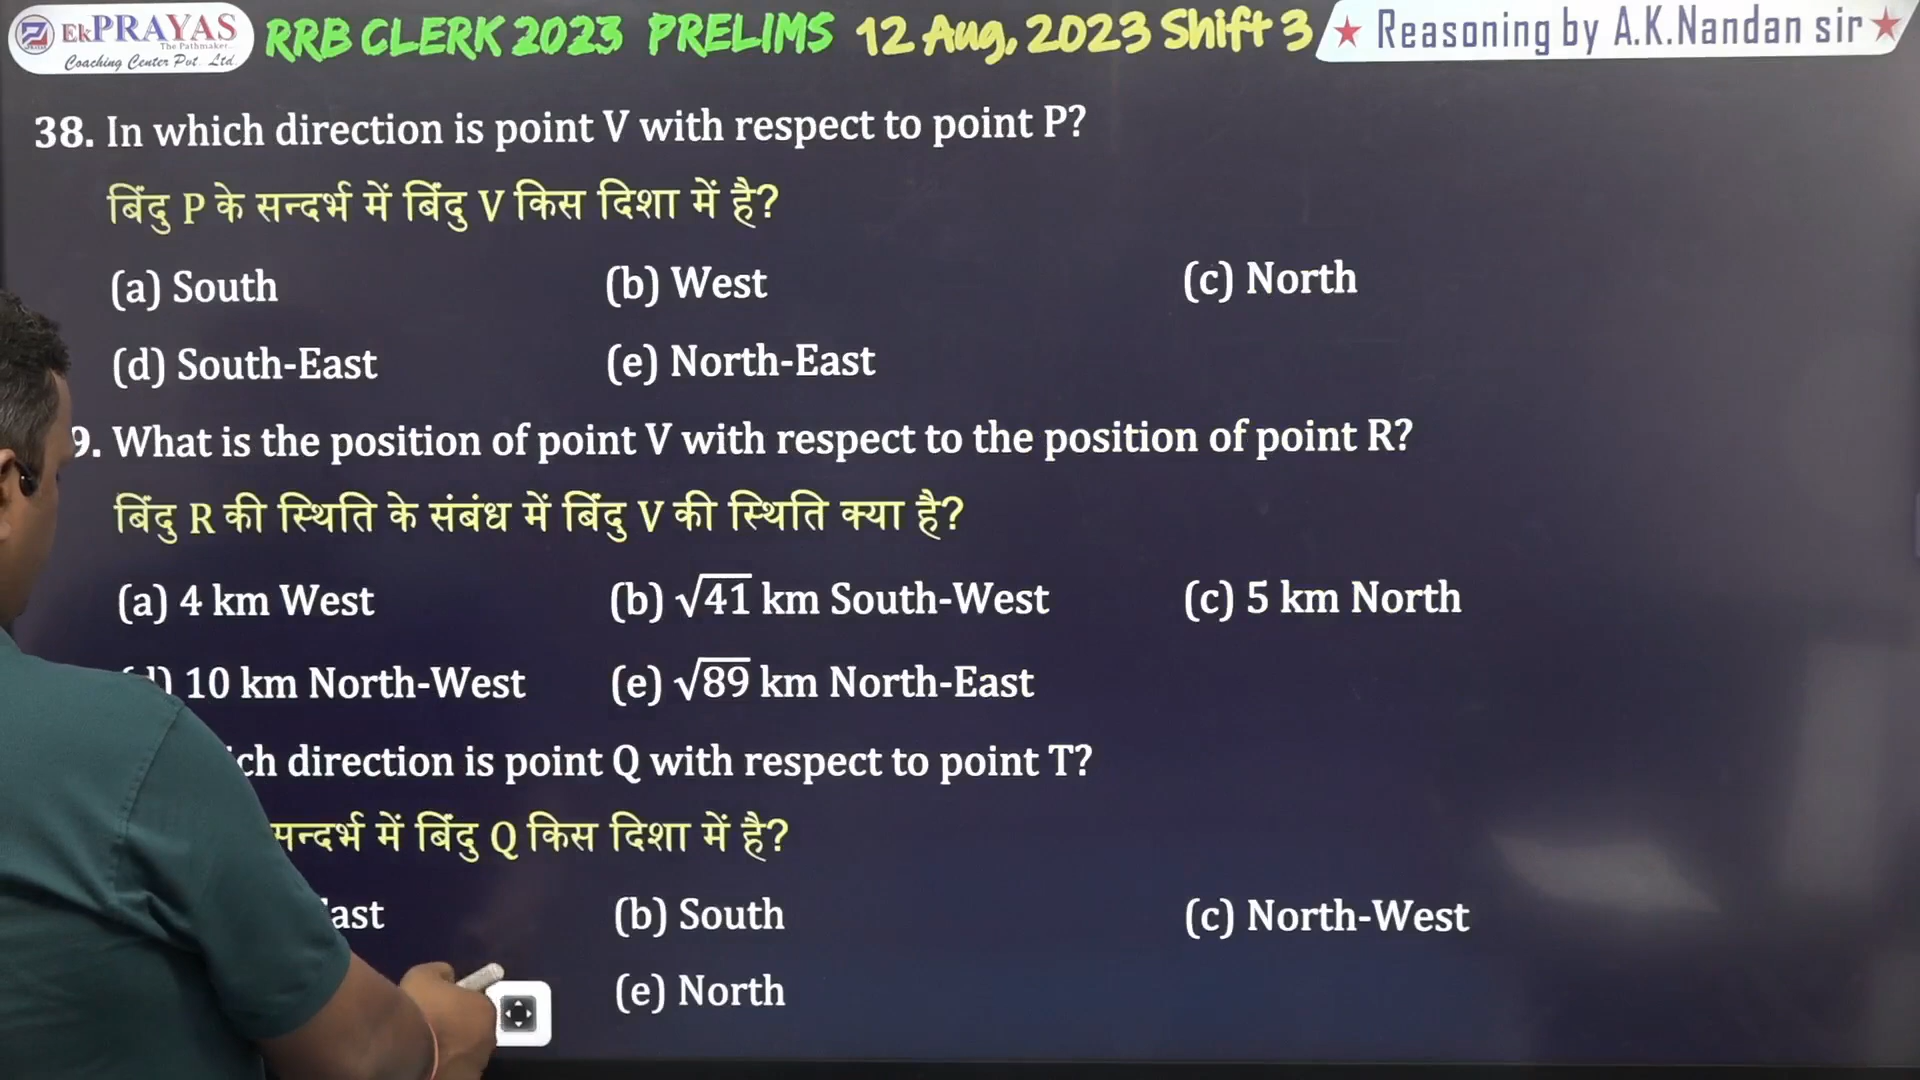 EkPRAYAS
The Pathmaker...
Coaching Center Pvt. Ltd.
RRB CLERK 2023 PRELIMS 12 Aug, 2023 Shift 3
Reasoning by A.K.Nandan sir
38. In which direction is point V with respect to point P?
बिंदु P के सन्दर्भ में बिंदु V किस दिशा में है?
(a) South (b) West (c) North
(d) South-East (e) North-East
9. What is the position of point V with respect to the position of point R?
बिंदु R की स्थिति के संबंध में बिंदु V की स्थिति क्या है?
(a) 4 km West (b) √41 km South-West (c) 5 km North
10 km North-West (e) √89 km North-East
direction is point Q with respect to point T?
सन्दर्भ में बिंदु Q किस दिशा में है?
(b) South (c) North-West
(e) North